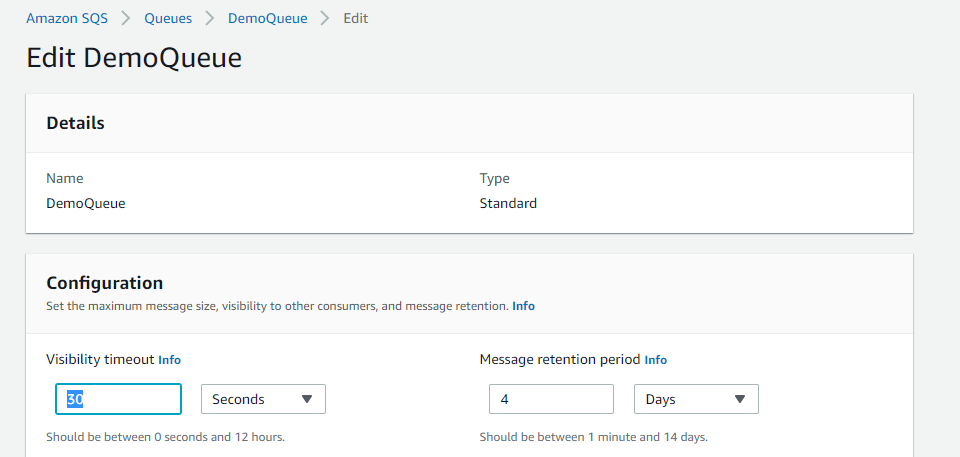 Amazon SQS > Queues > DemoQueue > Edit
Edit DemoQueue
Details
Name Type
DemoQueue Standard
Configuration
Set the maximum message size, visibility to other consumers, and message retention. Info
Visibility timeout Info Message retention period Info
30 Seconds 4 Days
Should be between 0 seconds and 12 hours. Should be between 1 minute and 14 days.